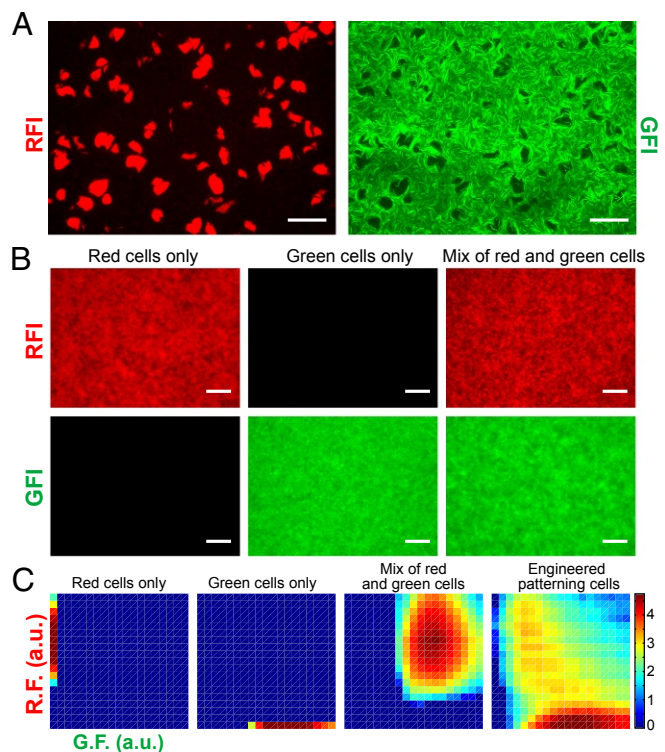 A
RFI
GFI
B
Red cells only
Green cells only
Mix of red and green cells
RFI
GFI
C
Red cells only
Green cells only
Mix of red
and green cells
Engineered
patterning cells
R.F. (a.u.)
G.F. (a.u.)
4
3
2
1
0